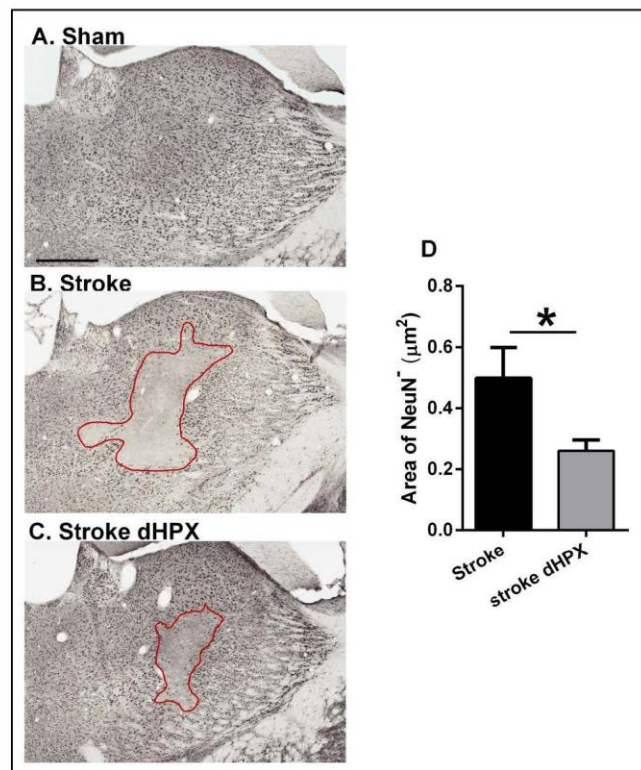 A. Sham
B. Stroke
C. Stroke dHPX
D
*
Area of NeuN⁻ (μm²)
0.8
0.6
0.4
0.2
0.0
Stroke
stroke dHPX